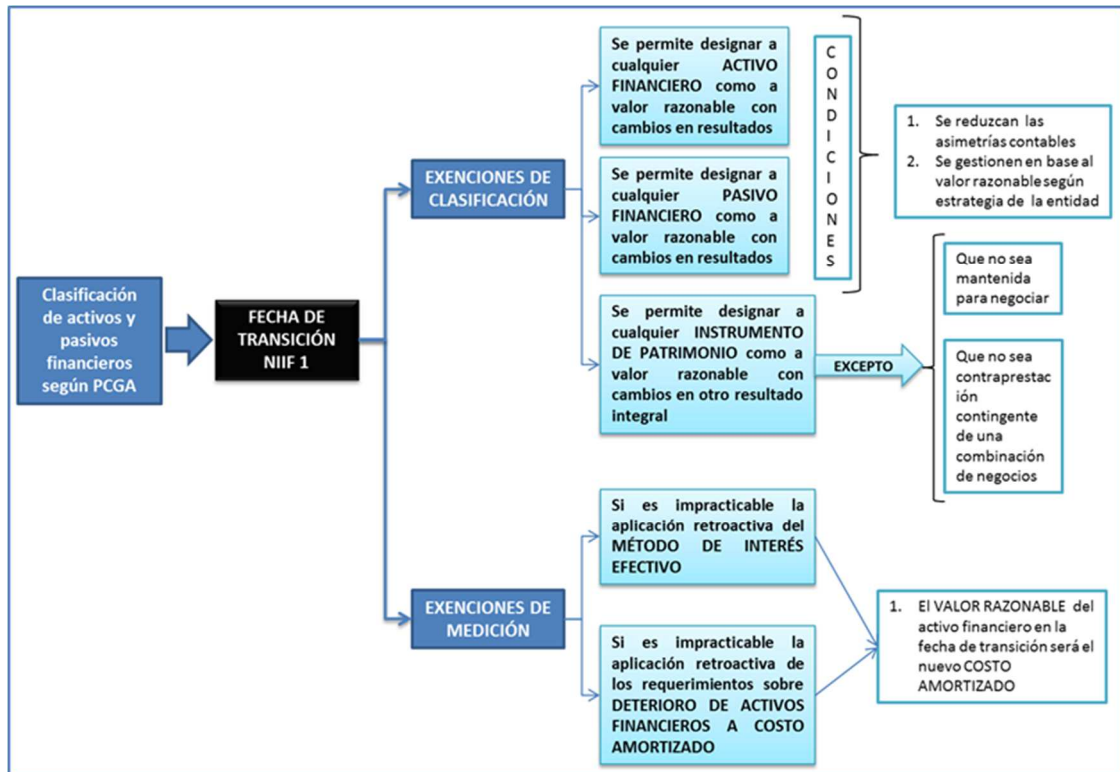 Clasificación
de activos y
pasivos
financieros
según PCGA
FECHA DE
TRANSICIÓN
NIIF 1
EXENCIONES DE
CLASIFICACIÓN
Se permite designar a
cualquier ACTIVO
FINANCIERO como a
valor razonable con
cambios en resultados
Se permite designar a
cualquier PASIVO
FINANCIERO como a
valor razonable con
cambios en resultados
C
O
N
D
I
C
I
O
N
E
S
1. Se reduzcan las
asimetrías contables
2. Se gestionen en base al
valor razonable según
estrategia de la entidad
Se permite designar a
cualquier INSTRUMENTO
DE PATRIMONIO como a
valor razonable con
cambios en otro resultado
integral
EXCEPTO
Que no sea
mantenida
para negociar
Que no sea
contrapresta
ción
contingente
de una
combinación
de negocios
EXENCIONES DE
MEDICIÓN
Si es impracticable la
aplicación retroactiva del
MÉTODO DE INTERÉS
EFECTIVO
Si es impracticable la
aplicación retroactiva de
los requerimientos sobre
DETERIORO DE ACTIVOS
FINANCIEROS A COSTO
AMORTIZADO
1. El VALOR RAZONABLE del
activo financiero en la
fecha de transición será el
nuevo COSTO
AMORTIZADO